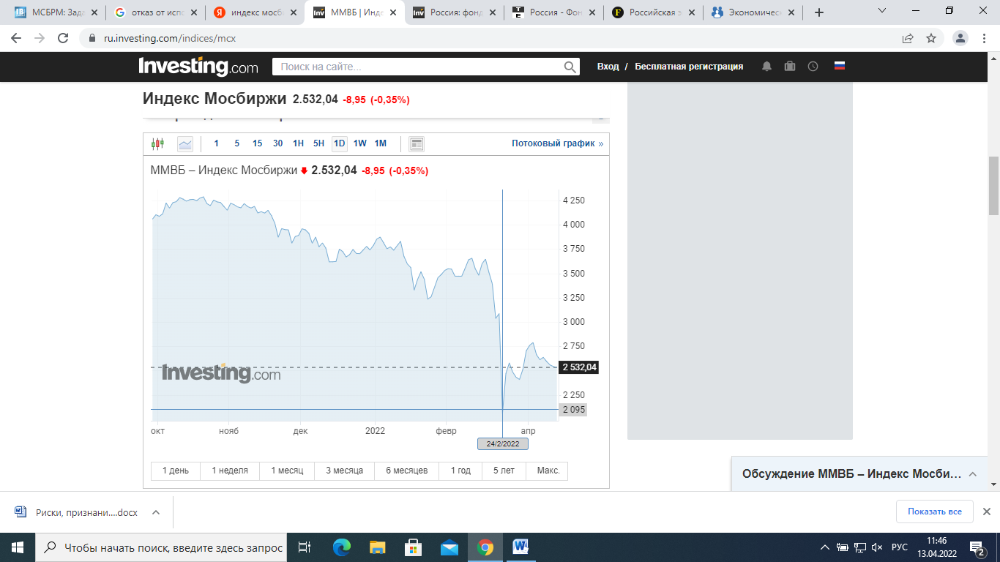 МСБРМ: Зада
отказ от испо
индекс мосб
ММВБ | Инде
Россия: фонд
Россия - Фон
Российская э
Экономичес
ru.investing.com/indices/mcx
Investing.com
Поиск на сайте...
Вход / Бесплатная регистрация
Индекс Мосбиржи 2.532,04 -8,95 (-0,35%)
1 5 15 30 1H 5H 1D 1W 1M
Потоковый график »
ММВБ – Индекс Мосбиржи 2.532,04 -8,95 (-0,35%)
4 250
4 000
3 750
3 500
3 250
3 000
2 750
2 532,04
2 250
2 095
Investing.com
окт нояб дек 2022 февр апр
24/2/2022
1 день 1 неделя 1 месяц 3 месяца 6 месяцев 1 год 5 лет Макс.
Обсуждение ММВБ – Индекс Мосби...
Риски, признани....docx
Показать все
Чтобы начать поиск, введите здесь запрос
РУС
11:46
13.04.2022
2